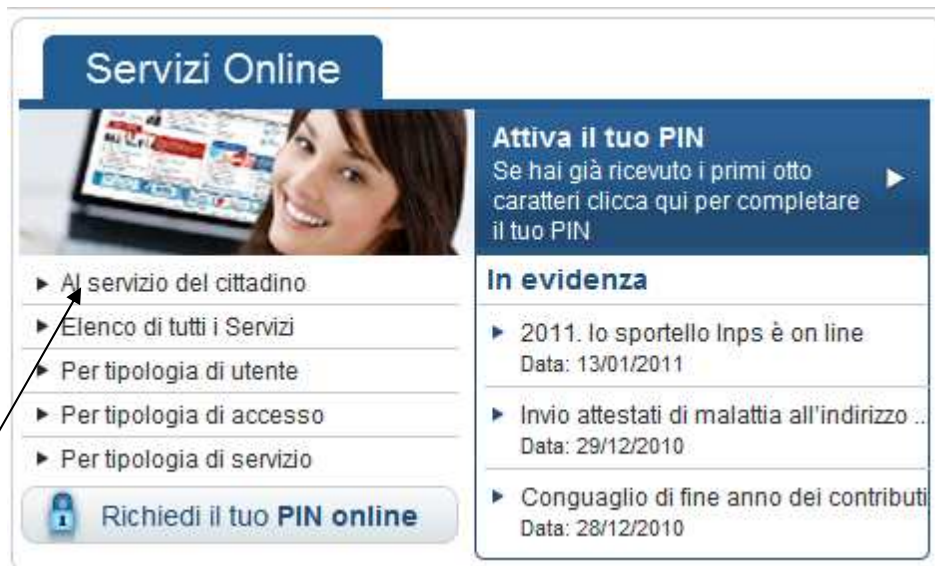 Servizi Online
Al servizio del cittadino
Elenco di tutti i Servizi
Per tipologia di utente
Per tipologia di accesso
Per tipologia di servizio
Richiedi il tuo PIN online
Attiva il tuo PIN
Se hai già ricevuto i primi otto
caratteri clicca qui per completare
il tuo PIN
In evidenza
2011. lo sportello Inps è on line
Data: 13/01/2011
Invio attestati di malattia all'indirizzo ..
Data: 29/12/2010
Conguaglio di fine anno dei contributi
Data: 28/12/2010